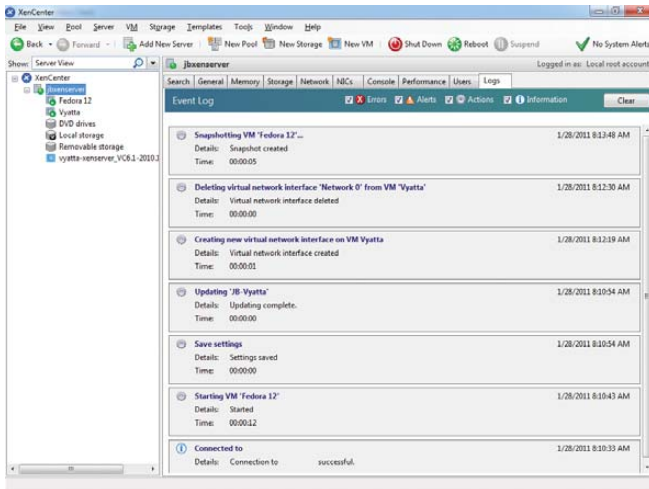 XenCenter
File View Pool Server VM Storage Templates Tools Window Help
Back Forward Add New Server New Pool New Storage New VM Shut Down Reboot Suspend No System Alerts
Show: Server View jbxenserver Logged in as: Local root account
XenCenter
jbxenserver
Fedora 12
Vyatta
DVD drives
Local storage
Removable storage
vyatta-xenserver_VC6.1-2010.1
Search General Memory Storage Network NICs Console Performance Users Logs
Event Log Errors Alerts Actions Information Clear
Snapshotting VM 'Fedora 12'... 1/28/2011 8:13:48 AM
Details: Snapshot created
Time: 00:00:05
Deleting virtual network interface 'Network 0' from VM 'Vyatta' 1/28/2011 8:12:30 AM
Details: Virtual network interface deleted
Time: 00:00:00
Creating new virtual network interface on VM Vyatta 1/28/2011 8:12:19 AM
Details: Virtual network interface created
Time: 00:00:01
Updating 'JB-Vyatta' 1/28/2011 8:10:54 AM
Details: Updating complete.
Time: 00:00:00
Save settings 1/28/2011 8:10:54 AM
Details: Settings saved
Time: 00:00:00
Starting VM 'Fedora 12' 1/28/2011 8:10:43 AM
Details: Started
Time: 00:00:12
Connected to 1/28/2011 8:10:33 AM
Details: Connection to successful.